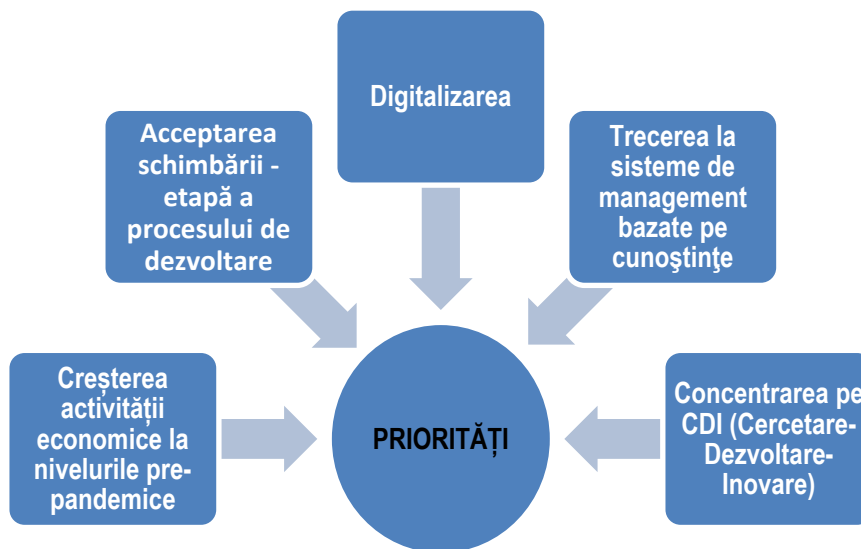 Digitalizarea
Acceptarea
schimbării -
etapă a
procesului de
dezvoltare
Trecerea la
sisteme de
management
bazate pe
cunoştinţe
Creșterea
activității
economice la
nivelurile pre-
pandemice
PRIORITĂȚI
Concentrarea pe
CDI (Cercetare-
Dezvoltare-
Inovare)